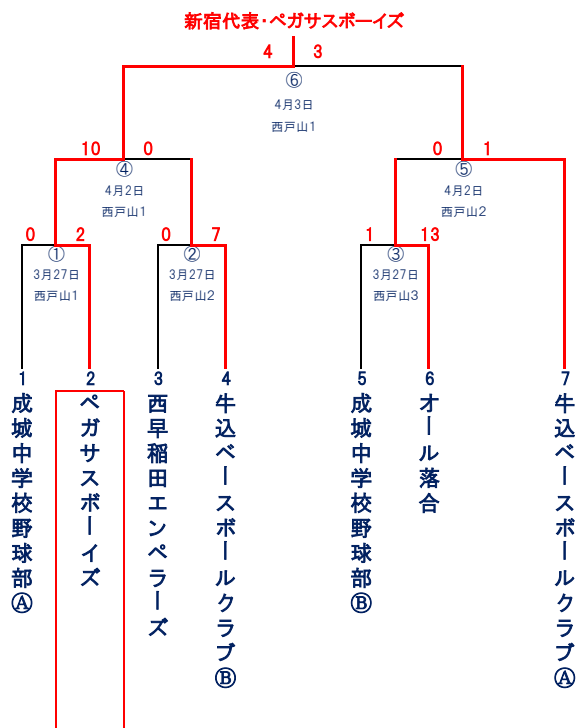 新宿代表・ペガサスボーイズ
4 3
⑥
4月3日
西戸山1
10 0 0 1
④ ⑤
4月2日 4月2日
西戸山1 西戸山2
0 2 0 7 1 13
① ② ③
3月27日 3月27日 3月27日
西戸山1 西戸山2 西戸山3
1 2 3 4 5 6 7
成城中学校野球部Ⓐ
ペガサスボーイズ
西早稲田エンペラーズ
牛込ベースボールクラブⒷ
成城中学校野球部Ⓑ
オール落合
牛込ベースボールクラブⒶ